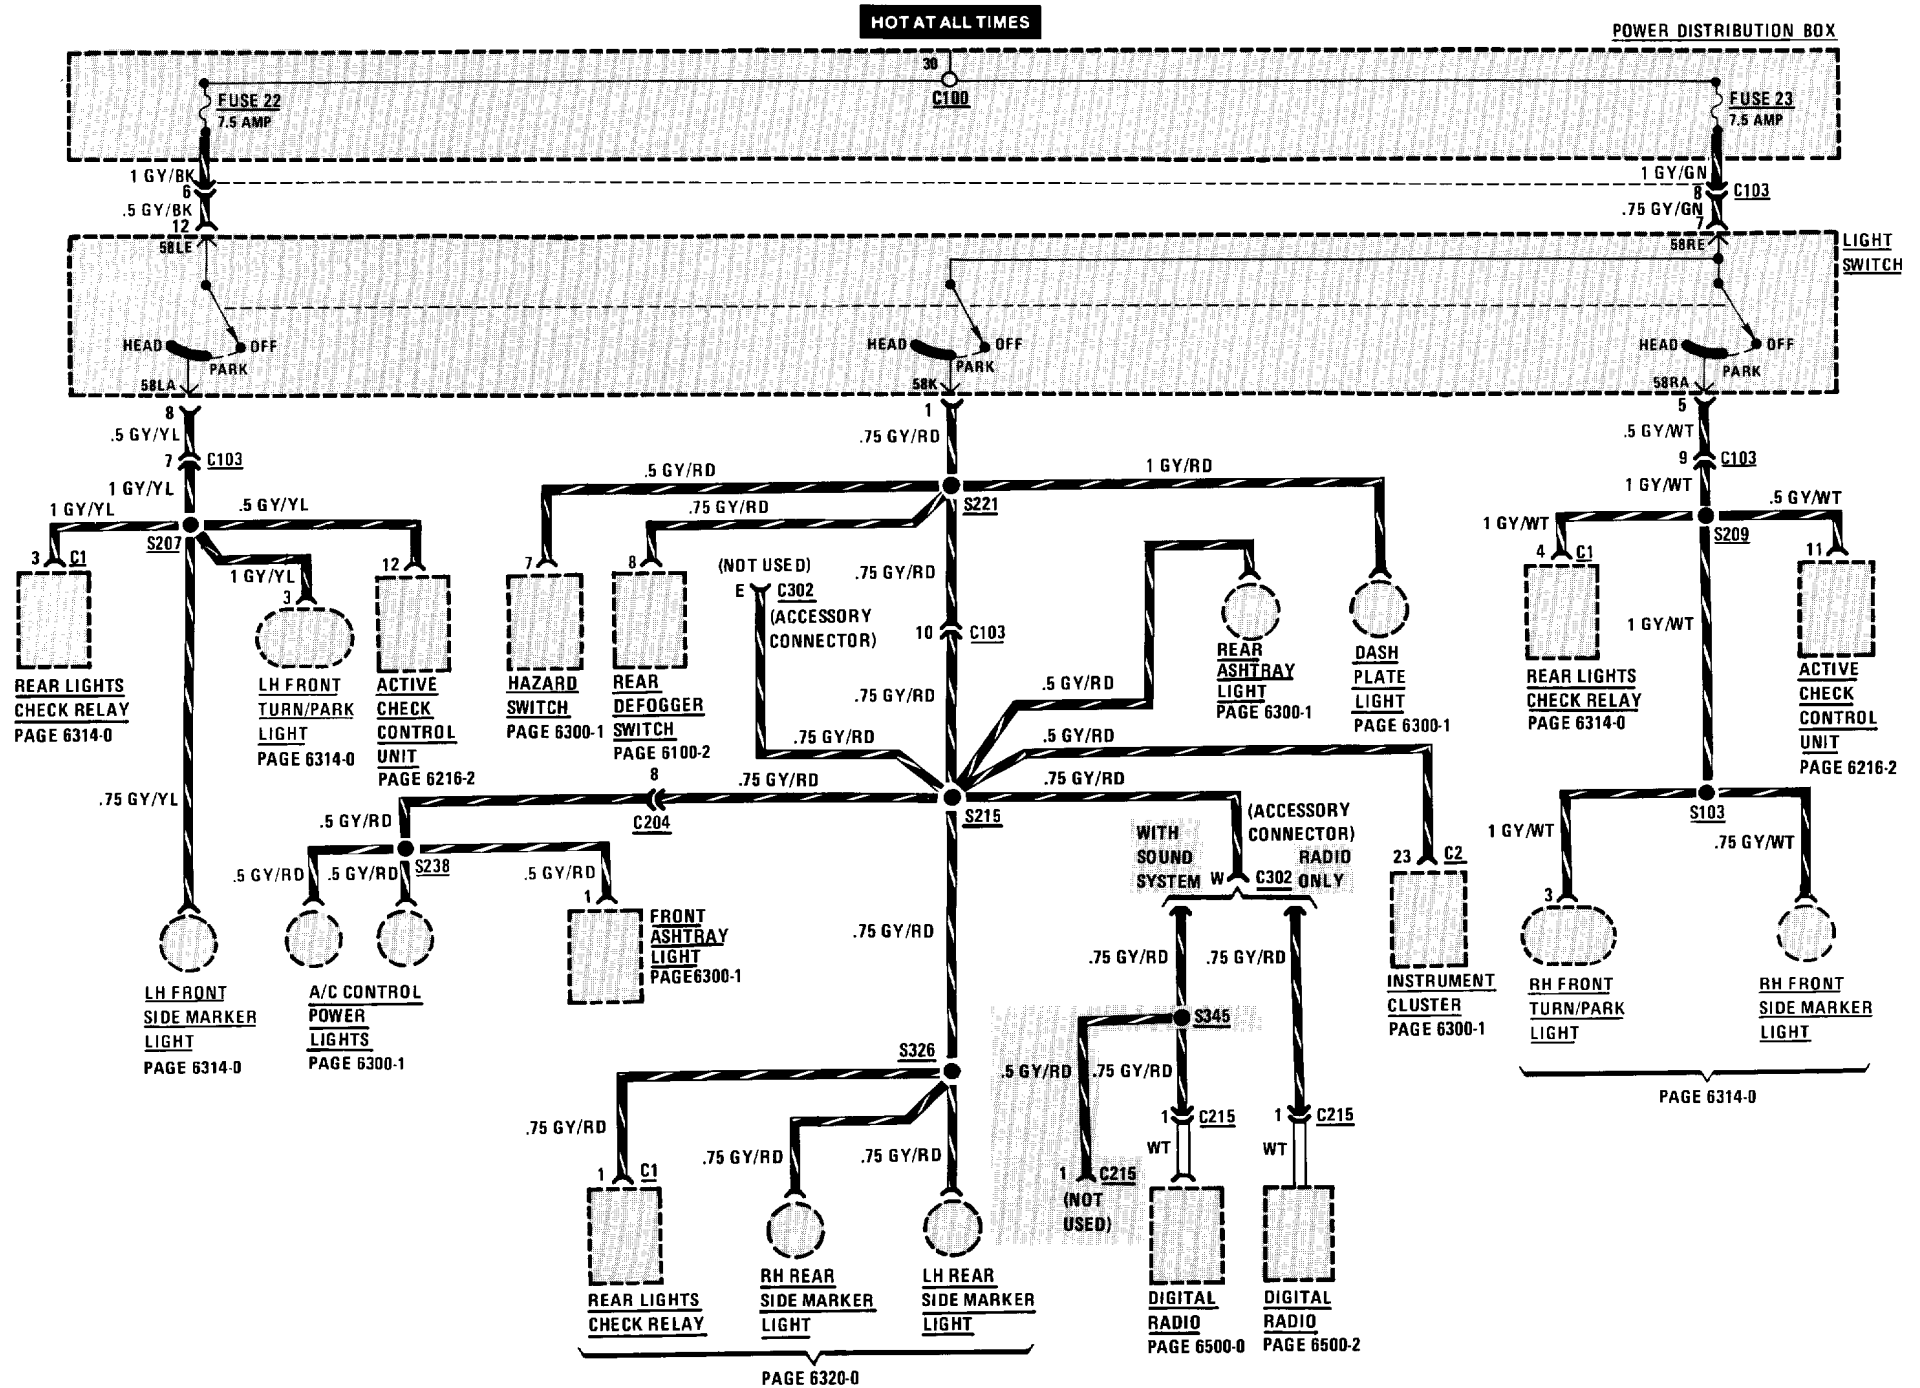 HOT AT ALL TIMES
POWER DISTRIBUTION BOX
30
C100
FUSE 22
7.5 AMP
FUSE 23
7.5 AMP
1 GY/BK
6
.5 GY/BK
12
1 GY/GN
8
C103
.75 GY/GN
7
58LE
58RE
LIGHT
SWITCH
HEAD
OFF
PARK
58LA
HEAD
OFF
PARK
58K
HEAD
OFF
PARK
58RA
8
.5 GY/YL
7
C103
1 GY/YL
1 GY/YL
.5 GY/YL
S207
3
C1
1 GY/YL
3
12
REAR LIGHTS
CHECK RELAY
PAGE 6314-0
LH FRONT
TURN/PARK
LIGHT
PAGE 6314-0
ACTIVE
CHECK
CONTROL
UNIT
PAGE 6216-2
.75 GY/YL
LH FRONT
SIDE MARKER
LIGHT
PAGE 6314-0
1
.75 GY/RD
.5 GY/RD
1 GY/RD
.75 GY/RD
S221
7
8
HAZARD
SWITCH
PAGE 6300-1
REAR
DEFOGGER
SWITCH
PAGE 6100-2
(NOT USED)
E
C302
(ACCESSORY
CONNECTOR)
.75 GY/RD
10
C103
.75 GY/RD
.5 GY/RD
REAR
ASHTRAY
LIGHT
PAGE 6300-1
DASH
PLATE
LIGHT
PAGE 6300-1
.75 GY/RD
.5 GY/RD
.75 GY/RD
.75 GY/RD
8
C204
S215
.5 GY/RD
S238
.5 GY/RD
.5 GY/RD
.5 GY/RD
1
A/C CONTROL
POWER
LIGHTS
PAGE 6300-1
FRONT
ASHTRAY
LIGHT
PAGE6300-1
(ACCESSORY
CONNECTOR)
WITH
SOUND
SYSTEM
W
C302
RADIO
ONLY
23
C2
INSTRUMENT
CLUSTER
PAGE 6300-1
.75 GY/RD
.75 GY/RD
.75 GY/RD
S345
.5 GY/RD
.75 GY/RD
1
C215
(NOT
USED)
1
C215
WT
1
C215
WT
DIGITAL
RADIO
PAGE 6500-0
DIGITAL
RADIO
PAGE 6500-2
S326
.75 GY/RD
.75 GY/RD
.75 GY/RD
1
C1
REAR LIGHTS
CHECK RELAY
RH REAR
SIDE MARKER
LIGHT
LH REAR
SIDE MARKER
LIGHT
PAGE 6320-0
5
.5 GY/WT
9
C103
1 GY/WT
1 GY/WT
.5 GY/WT
S209
4
C1
11
REAR LIGHTS
CHECK RELAY
PAGE 6314-0
1 GY/WT
ACTIVE
CHECK
CONTROL
UNIT
PAGE 6216-2
S103
1 GY/WT
.75 GY/WT
3
RH FRONT
TURN/PARK
LIGHT
RH FRONT
SIDE MARKER
LIGHT
PAGE 6314-0